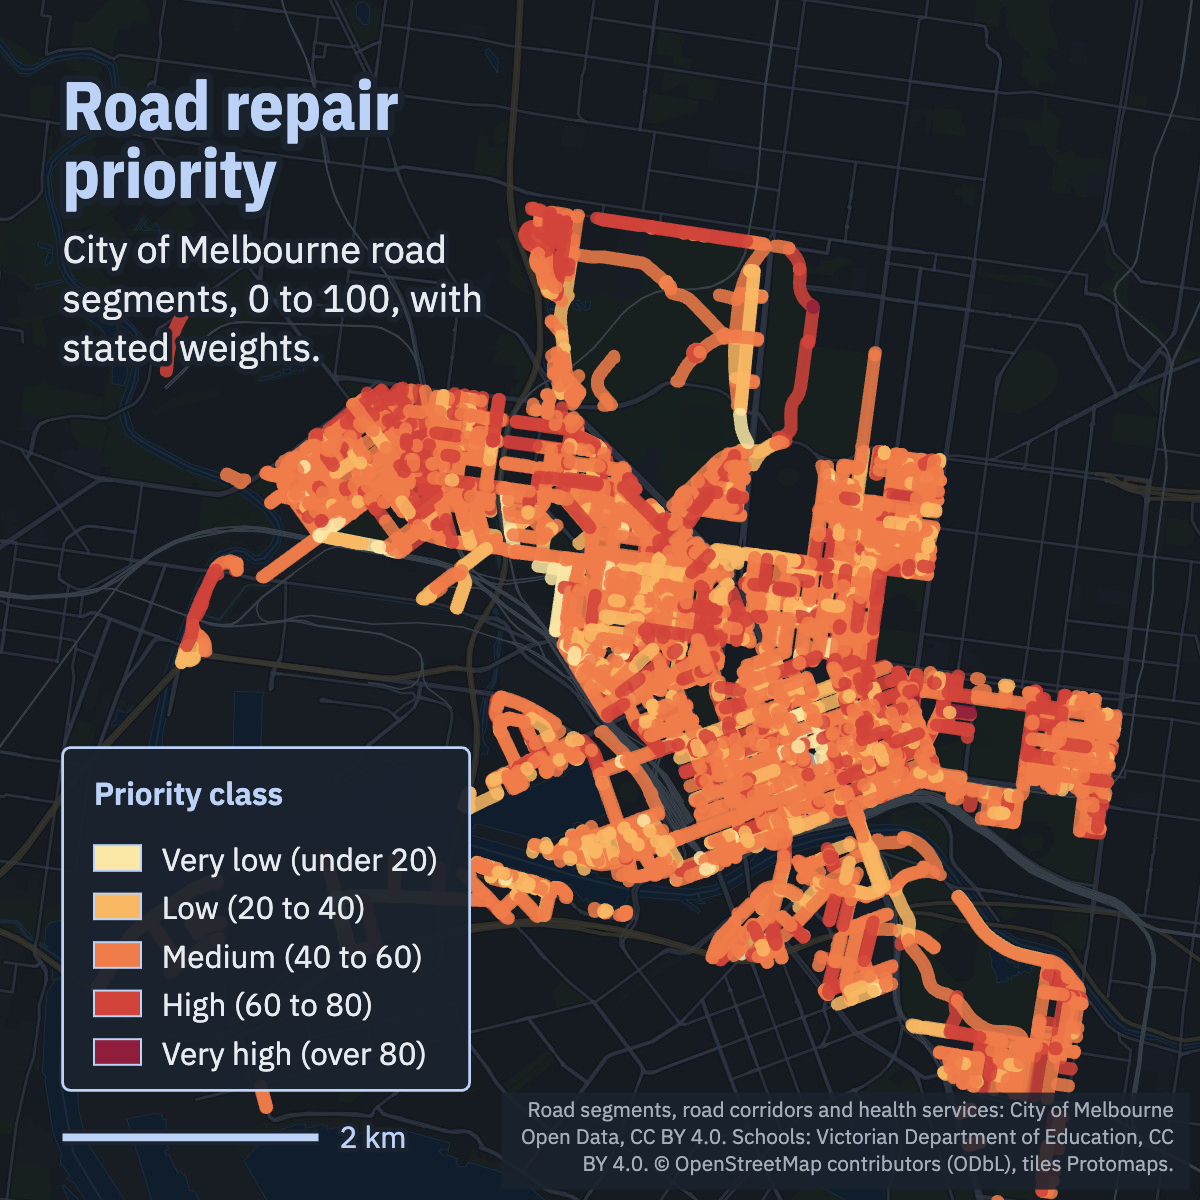 Road repair
priority
City of Melbourne road
segments, 0 to 100, with
stated weights.
Priority class
Very low (under 20)
Low (20 to 40)
Medium (40 to 60)
High (60 to 80)
Very high (over 80)
2 km
Road segments, road corridors and health services: City of Melbourne
Open Data, CC BY 4.0. Schools: Victorian Department of Education, CC
BY 4.0. © OpenStreetMap contributors (ODbL), tiles Protomaps.